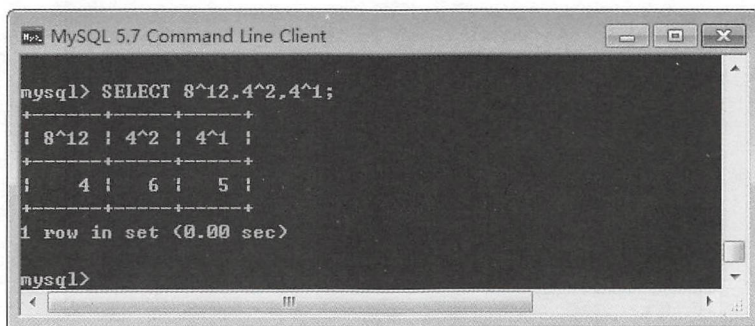 MySQL 5.7 Command Line Client
mysql> SELECT 8^12,4^2,4^1;
+------+-----+-----+
| 8^12 | 4^2 | 4^1 |
+------+-----+-----+
|    4 |   6 |   5 |
+------+-----+-----+
1 row in set (0.00 sec)
mysql>